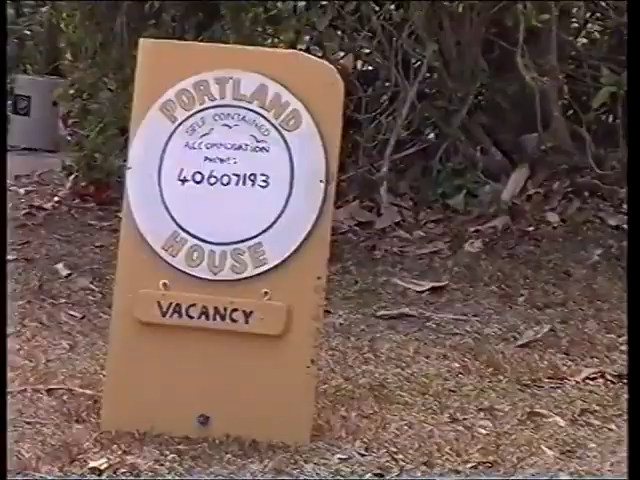 PORTLAND
SELF CONTAINED
ACCOMMODATION
PHONE:
40607193
HOUSE
VACANCY